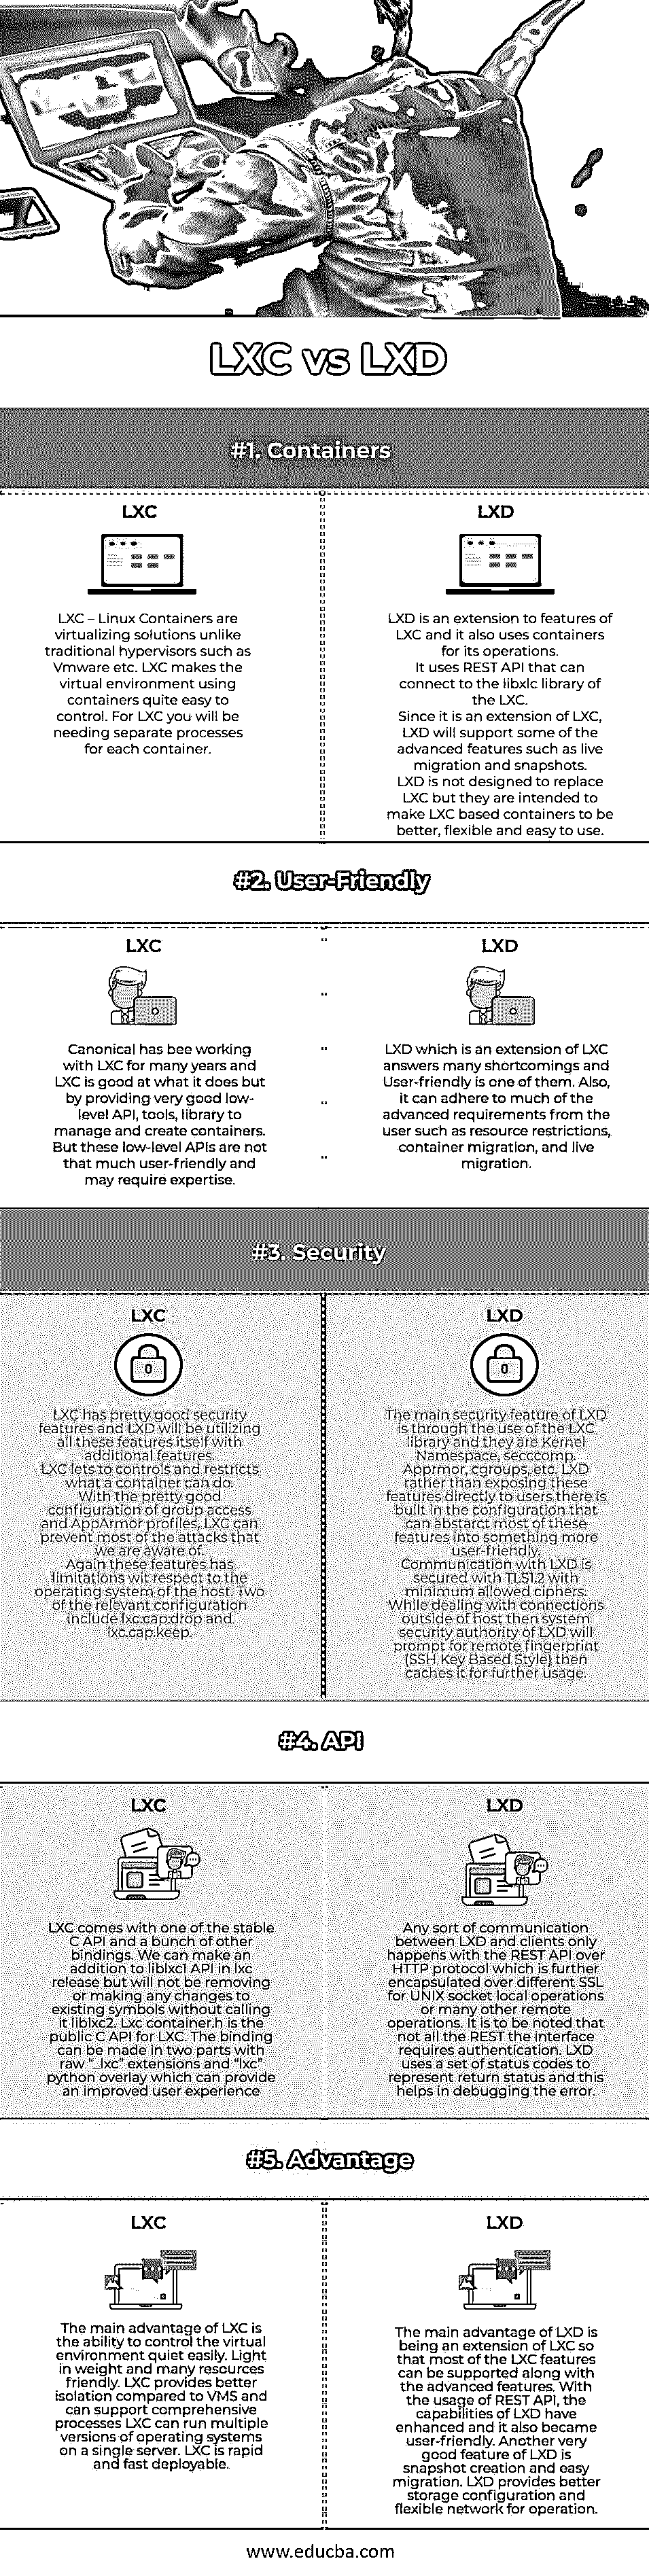 LXC vs LXD
#1. Containers
LXC
LXC – Linux Containers are
virtualizing solutions unlike
traditional hypervisors such as
Vmware etc. LXC makes the
virtual environment using
containers quite easy to
control. For LXC you will be
needing separate processes
for each container.
LXD
LXD is an extension to features of
LXC and it also uses containers
for its operations.
It uses REST API that can
connect to the libxlc library of
the LXC.
Since it is an extension of LXC,
LXD will support some of the
advanced features such as live
migration and snapshots.
LXD is not designed to replace
LXC but they are intended to
make LXC based containers to be
better, flexible and easy to use.
#2. User-Friendly
LXC
Canonical has bee working
with LXC for many years and
LXC is good at what it does but
by providing very good low-
level API, tools, library to
manage and create containers.
But these low-level APIs are not
that much user-friendly and
may require expertise.
LXD
LXD which is an extension of LXC
answers many shortcomings and
User-friendly is one of them. Also,
it can adhere to much of the
advanced requirements from the
user such as resource restrictions,
container migration, and live
migration.
#3. Security
LXC
LXC has pretty good security
features and LXD will be utilizing
all these features itself with
additional features.
LXC lets to controls and restricts
what a container can do.
With the pretty good
configuration of group access
and AppArmor profiles, LXC can
prevent most of the attacks that
we are aware of.
Again these features has
limitations wit respect to the
operating system of the host. Two
of the relevant configuration
include lxc.cap.drop and
lxc.cap.keep.
LXD
The main security feature of LXD
is through the use of the LXC
library and they are Kernel
Namespace, secccomp,
Apprmor, cgroups, etc. LXD
rather than exposing these
features directly to users there is
built in the configuration that
can abstarct most of these
features into something more
user-friendly.
Communication with LXD is
secured with TLS1.2 with
minimum allowed ciphers.
While dealing with connections
outside of host then system
security authority of LXD will
prompt for remote fingerprint
(SSH Key Based Style) then
caches it for further usage.
#4. API
LXC
LXC comes with one of the stable
C API and a bunch of other
bindings. We can make an
addition to liblxc1 API in lxc
release but will not be removing
or making any changes to
existing symbols without calling
it liblxc2. Lxc container.h is the
public C API for LXC. The binding
can be made in two parts with
raw “_lxc” extensions and “lxc”
python overlay which can provide
an improved user experience
LXD
Any sort of communication
between LXD and clients only
happens with the REST API over
HTTP protocol which is further
encapsulated over different SSL
for UNIX socket local operations
or many other remote
operations. It is to be noted that
not all the REST the interface
requires authentication. LXD
uses a set of status codes to
represent return status and this
helps in debugging the error.
#5. Advantage
LXC
The main advantage of LXC is
the ability to control the virtual
environment quiet easily. Light
in weight and many resources
friendly. LXC provides better
isolation compared to VMS and
can support comprehensive
processes LXC can run multiple
versions of operating systems
on a single server. LXC is rapid
and fast deployable.
LXD
The main advantage of LXD is
being an extension of LXC so
that most of the LXC features
can be supported along with
the advanced features. With
the usage of REST API, the
capabilities of LXD have
enhanced and it also became
user-friendly. Another very
good feature of LXD is
snapshot creation and easy
migration. LXD provides better
storage configuration and
flexible network for operation.
www.educba.com